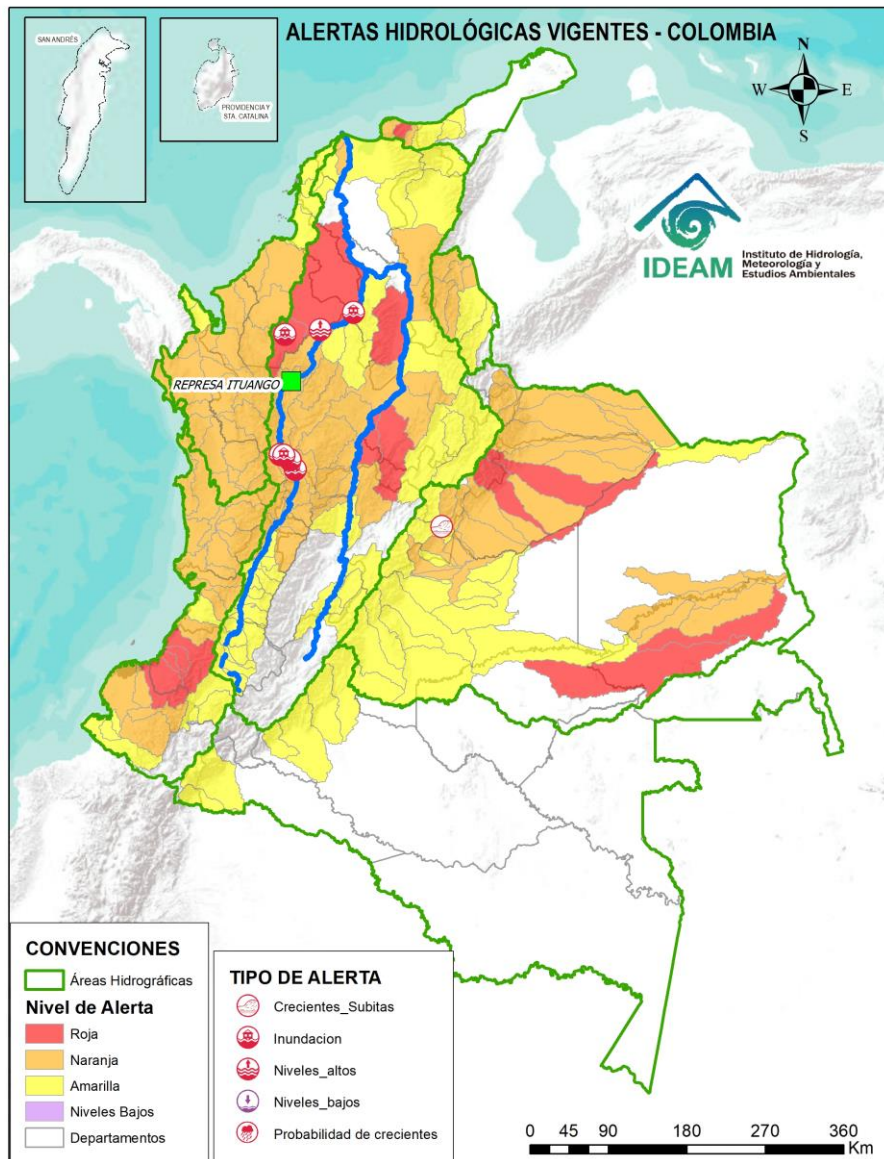 ALERTAS HIDROLÓGICAS VIGENTES - COLOMBIA
SAN ANDRÉS
PROVIDENCIA Y
STA. CATALINA
N
W
E
S
IDEAM
Instituto de Hidrología,
Meteorología y
Estudios Ambientales
REPRESA ITUANGO
CONVENCIONES
Áreas Hidrográficas
Nivel de Alerta
Roja
Naranja
Amarilla
Niveles Bajos
Departamentos
TIPO DE ALERTA
Crecientes_Subitas
Inundacion
Niveles_altos
Niveles_bajos
Probabilidad de crecientes
0 45 90 180 270 360
Km